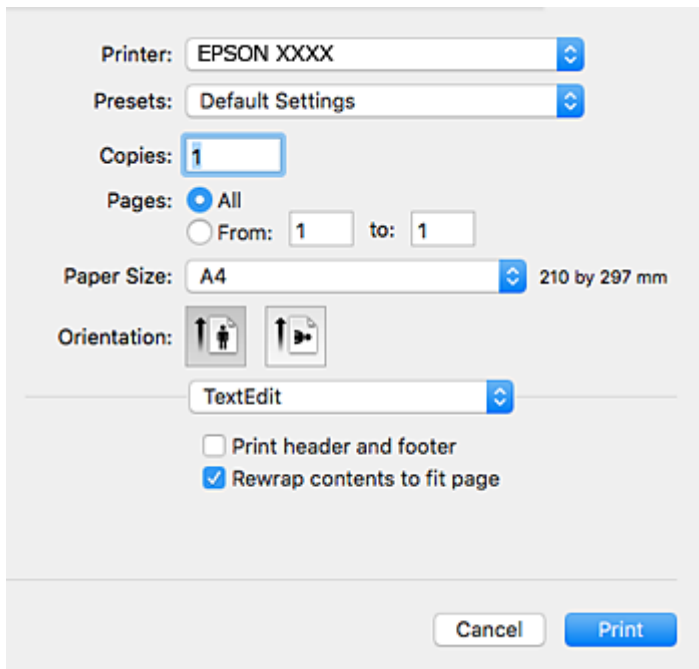 Printer: EPSON XXXX
Presets: Default Settings
Copies: 1
Pages: All
From: 1 to: 1
Paper Size: A4 210 by 297 mm
Orientation:
TextEdit
Print header and footer
Rewrap contents to fit page
Cancel Print